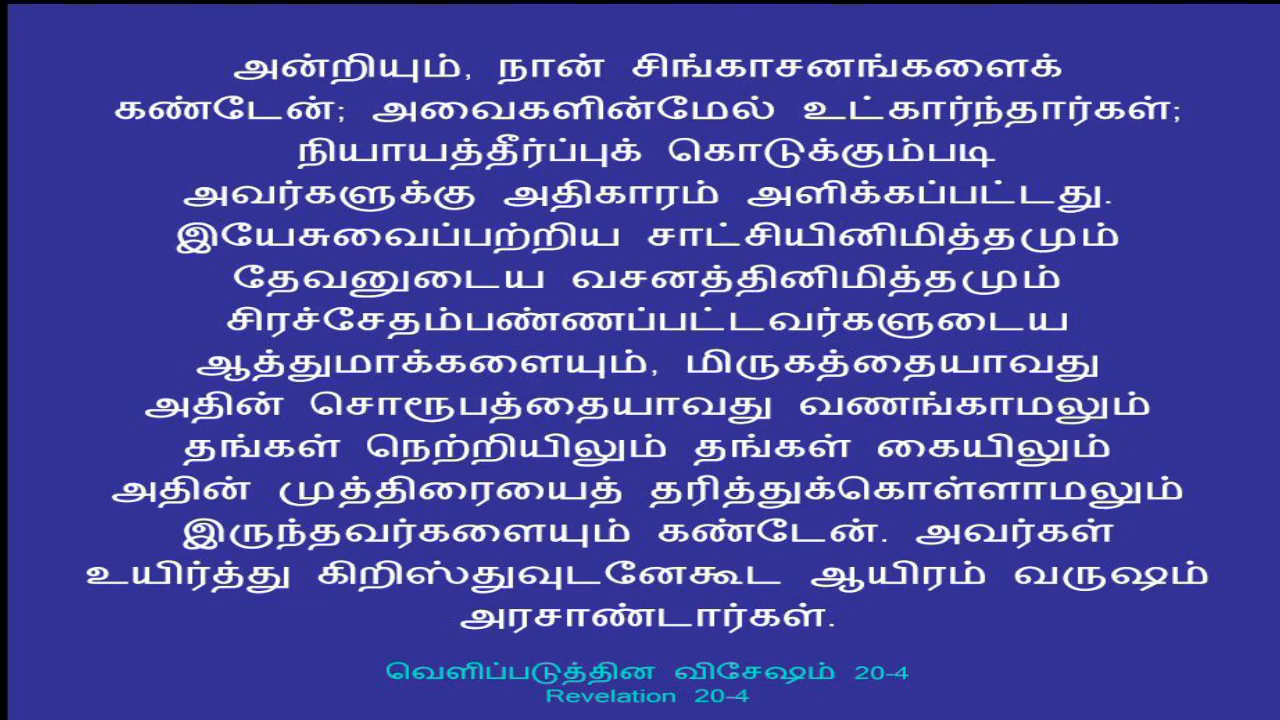 அன்றியும், நான் சிங்காசனங்களைக்
கண்டேன்; அவைகளின்மேல் உட்கார்ந்தார்கள்;
நியாயத்தீர்ப்புக் கொடுக்கும்படி
அவர்களுக்கு அதிகாரம் அளிக்கப்பட்டது.
இயேசுவைப்பற்றிய சாட்சியினிமித்தமும்
தேவனுடைய வசனத்தினிமித்தமும்
சிரச்சேதம்பண்ணப்பட்டவர்களுடைய
ஆத்துமாக்களையும், மிருகத்தையாவது
அதின் சொரூபத்தையாவது வணங்காமலும்
தங்கள் நெற்றியிலும் தங்கள் கையிலும்
அதின் முத்திரையைத் தரித்துக்கொள்ளாமலும்
இருந்தவர்களையும் கண்டேன். அவர்கள்
உயிர்த்து கிறிஸ்துவுடனேகூட ஆயிரம் வருஷம்
அரசாண்டார்கள்.
வெளிப்படுத்தின விசேஷம் 20-4
Revelation 20-4